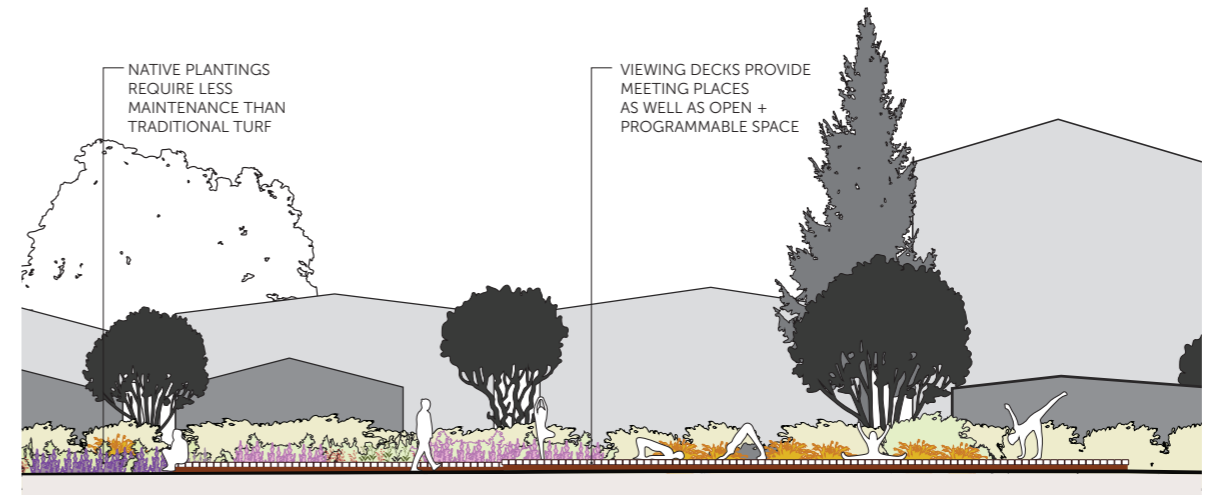 NATIVE PLANTINGS
REQUIRE LESS
MAINTENANCE THAN
TRADITIONAL TURF
VIEWING DECKS PROVIDE
MEETING PLACES
AS WELL AS OPEN +
PROGRAMMABLE SPACE